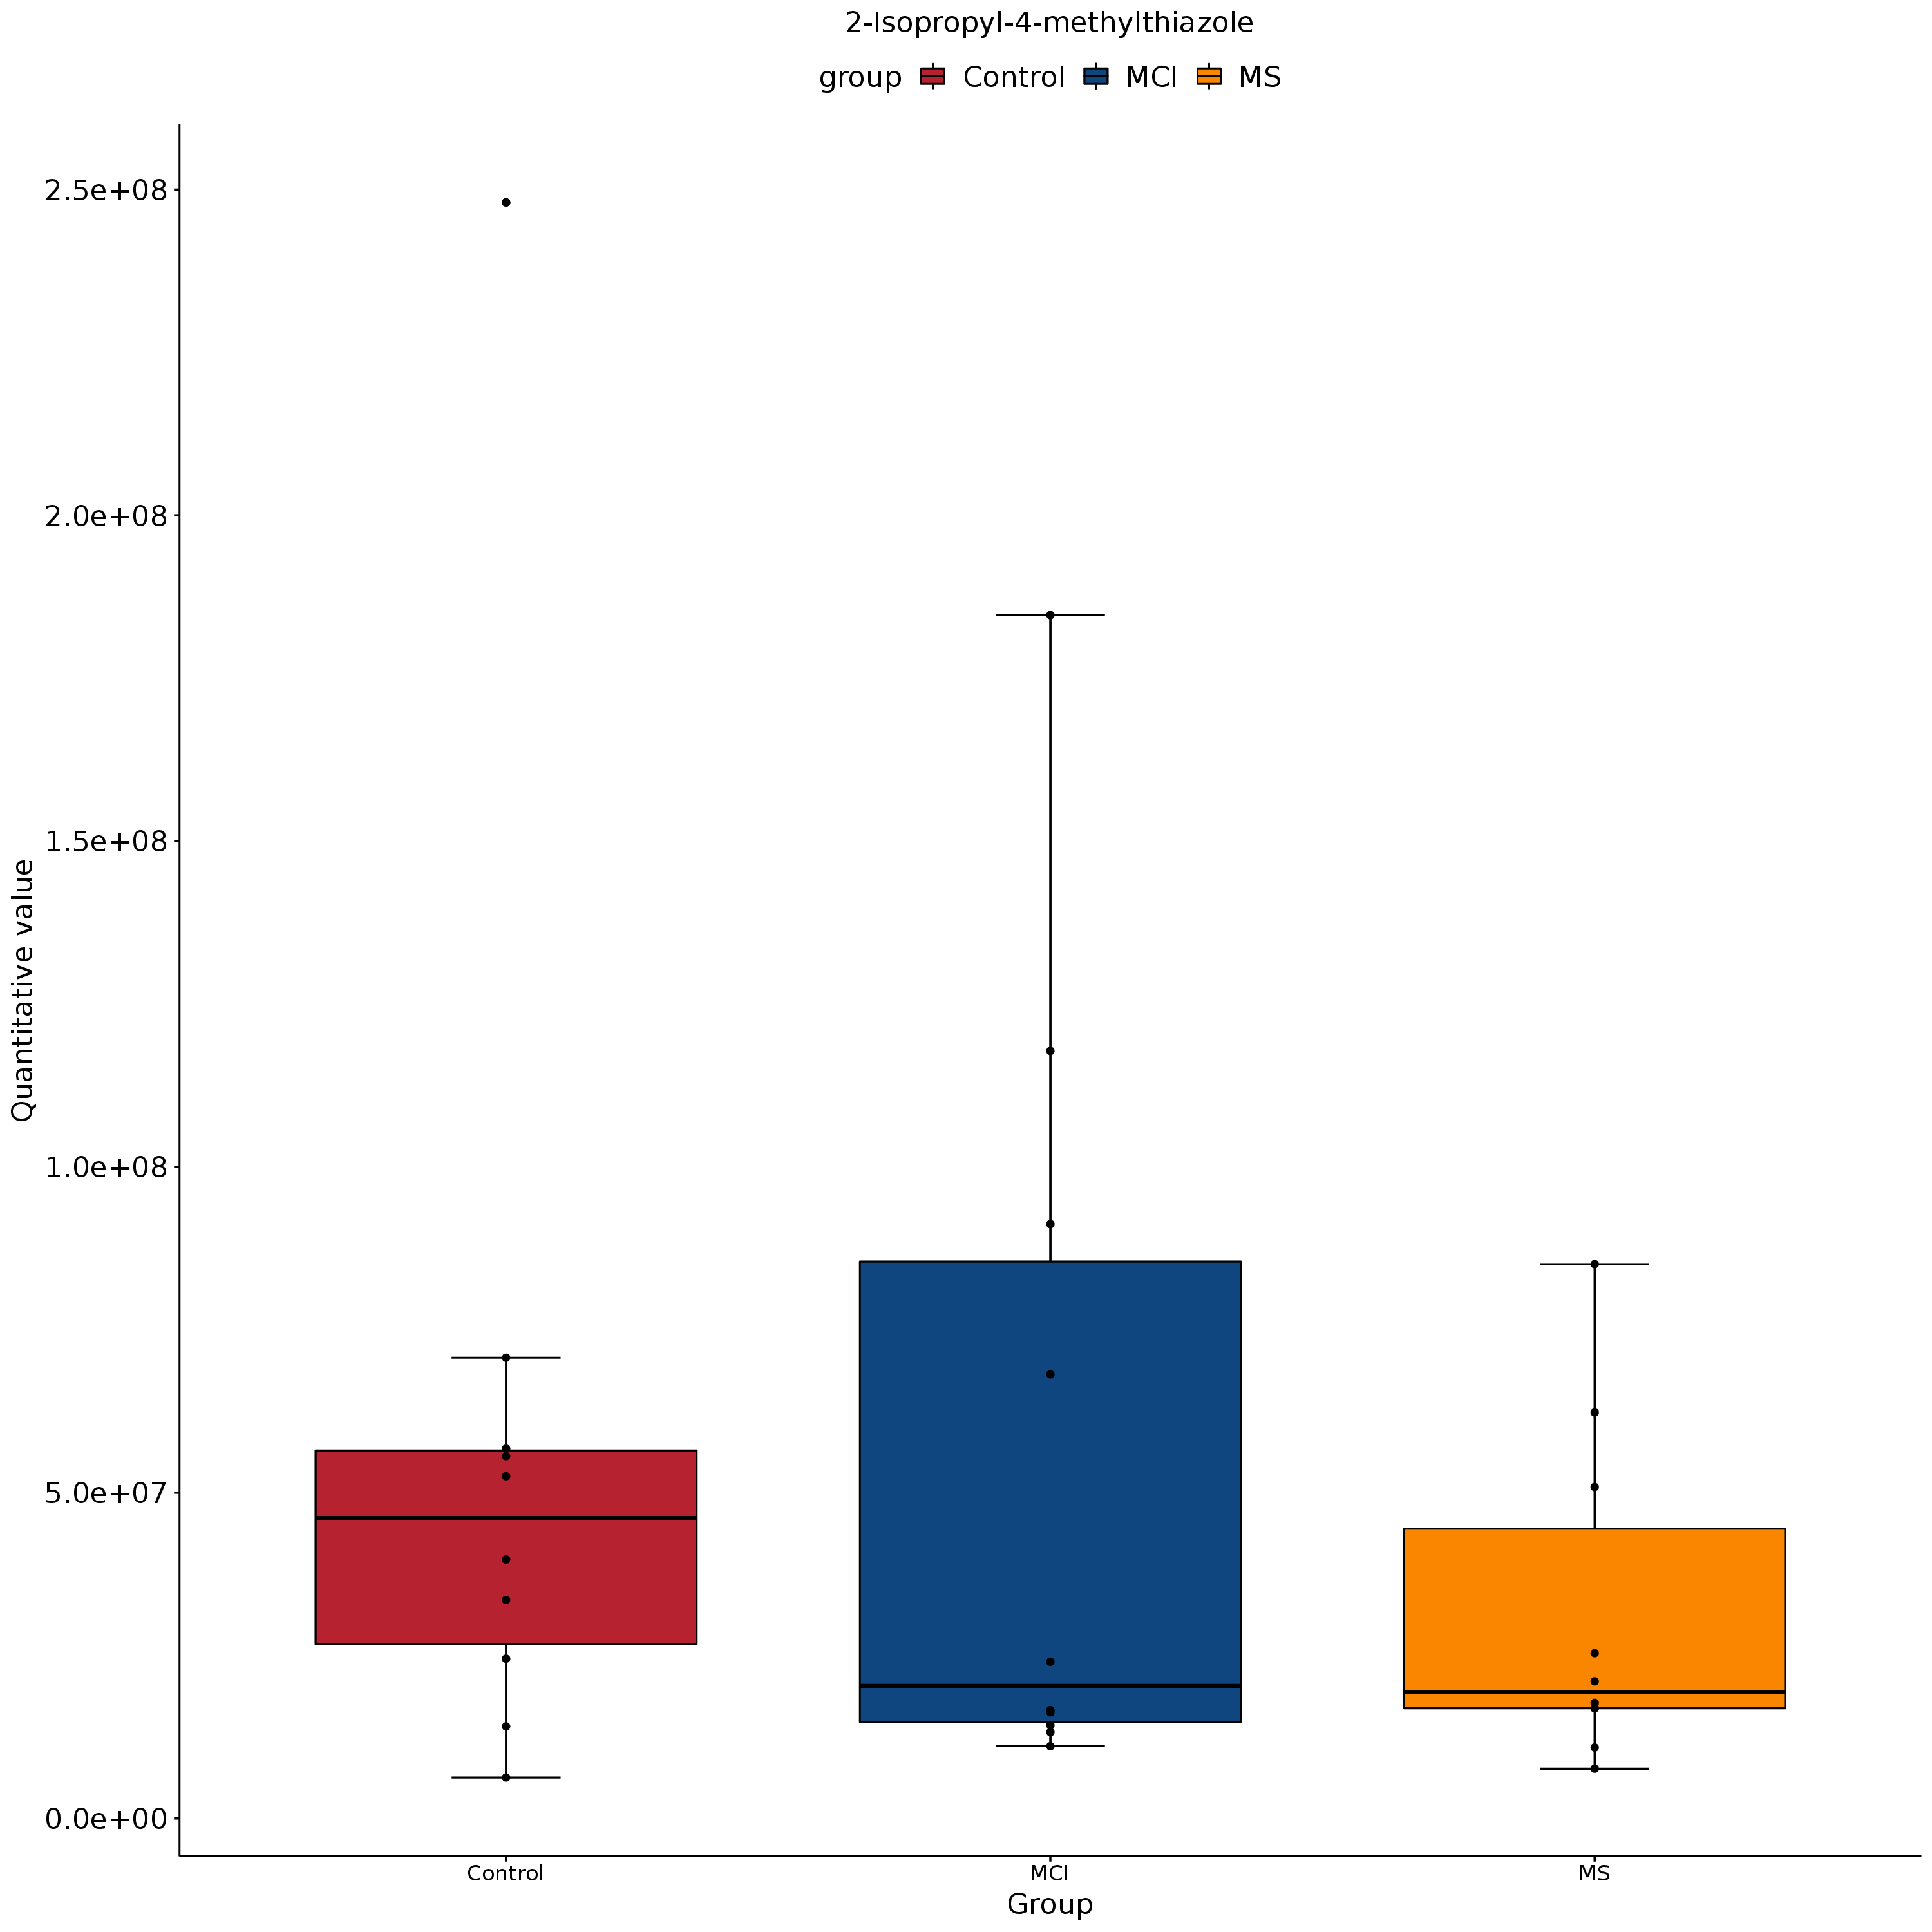 2-Isopropyl-4-methylthiazole
group Control MCI MS
2.5e+08
2.0e+08
1.5e+08
1.0e+08
5.0e+07
0.0e+00
Quantitative value
Control MCI MS
Group